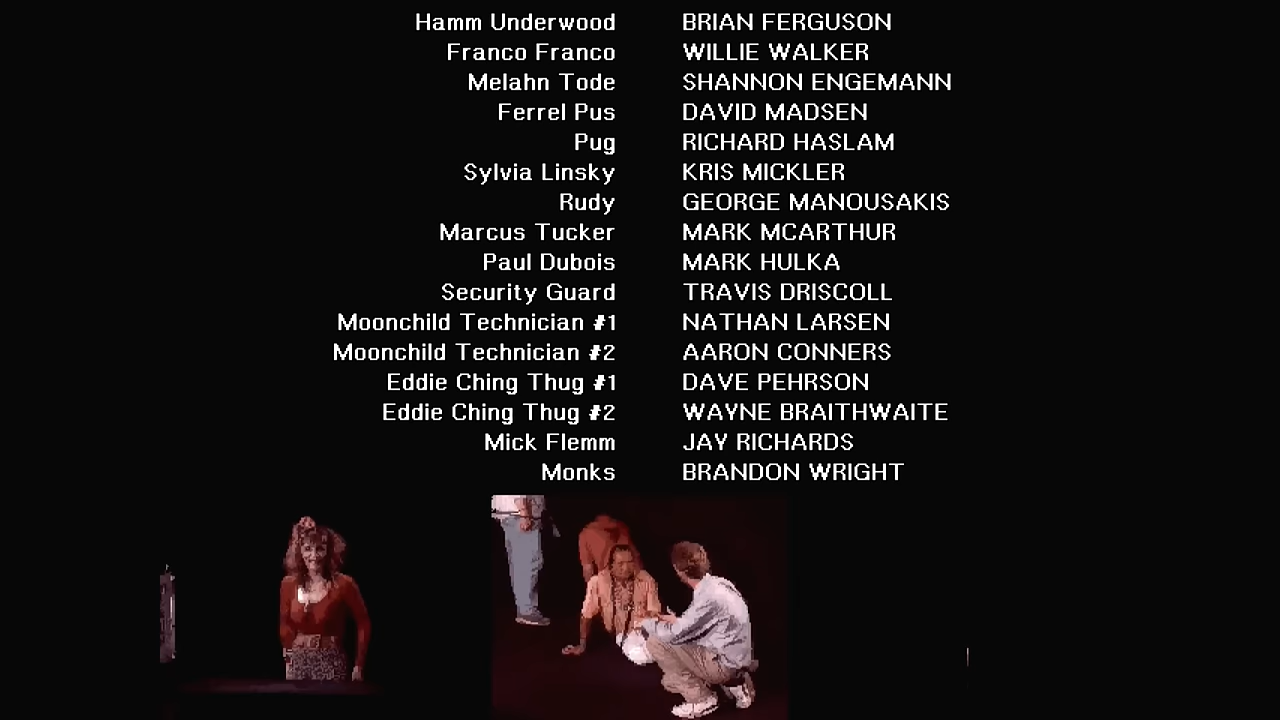 Hamm Underwood BRIAN FERGUSON
Franco Franco WILLIE WALKER
Melahn Tode SHANNON ENGEMANN
Ferrel Pus DAVID MADSEN
Pug RICHARD HASLAM
Sylvia Linsky KRIS MICKLER
Rudy GEORGE MANOUSAKIS
Marcus Tucker MARK MCARTHUR
Paul Dubois MARK HULKA
Security Guard TRAVIS DRISCOLL
Moonchild Technician #1 NATHAN LARSEN
Moonchild Technician #2 AARON CONNERS
Eddie Ching Thug #1 DAVE PEHRSON
Eddie Ching Thug #2 WAYNE BRAITHWAITE
Mick Flemm JAY RICHARDS
Monks BRANDON WRIGHT